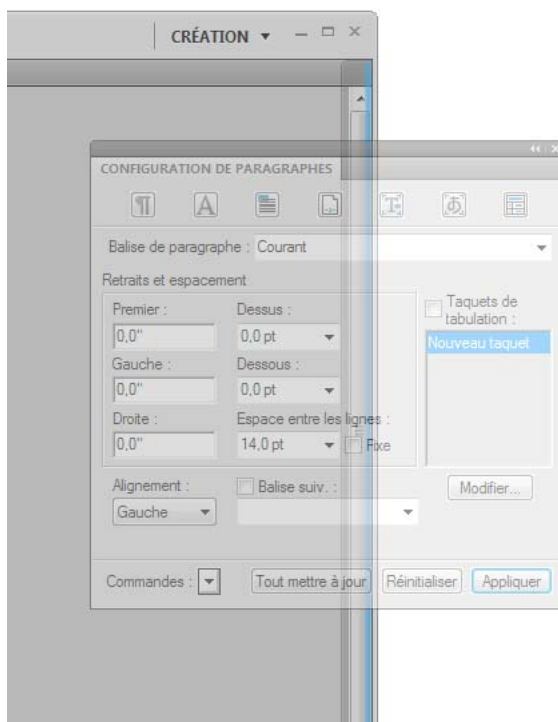 CRÉATION
CONFIGURATION DE PARAGRAPHES
Balise de paragraphe : Courant
Retraits et espacement
Premier : Dessus : Taquets de
tabulation :
0,0" 0,0 pt Nouveau taquet
Gauche : Dessous :
0,0" 0,0 pt
Droite : Espace entre les lignes :
0,0" 14,0 pt Fixe
Alignement : Balise suiv. : Modifier...
Gauche
Commandes : Tout mettre à jour Réinitialiser Appliquer